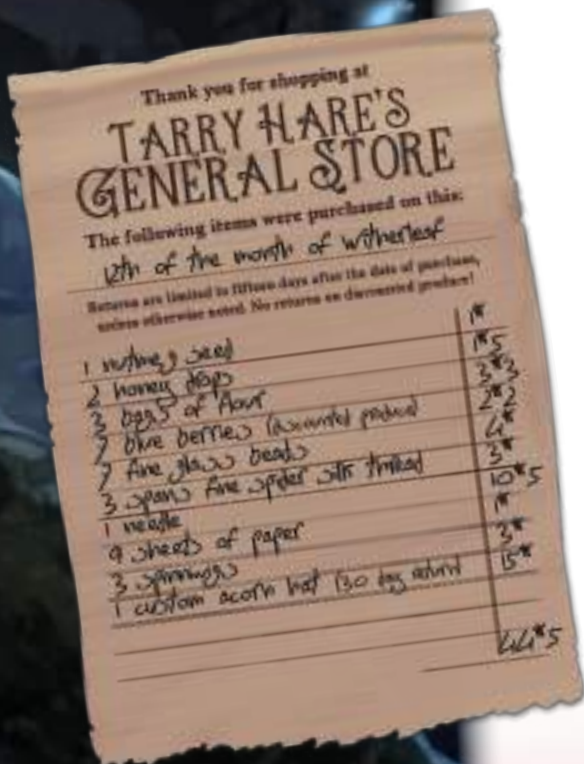 Thank you for shopping at
TARRY HARE'S
GENERAL STORE
The following items were purchased on this:
12th of the month of Witherleaf
Returns are limited to fifteen days after the date of purchase,
unless otherwise noted. No returns on discounted produce!
1 nutmeg seed 1*
2 honey drops 1*5
3 bags of flour 3*3
7 blue berries (discounted produce) 2*2
7 fine glass beads 4*
3 spans fine spider silk thread 3*
1 needle 10*5
9 sheets of paper 1*
3 spinnings 3*
1 custom acorn hat (30 day return) 15*
44*5